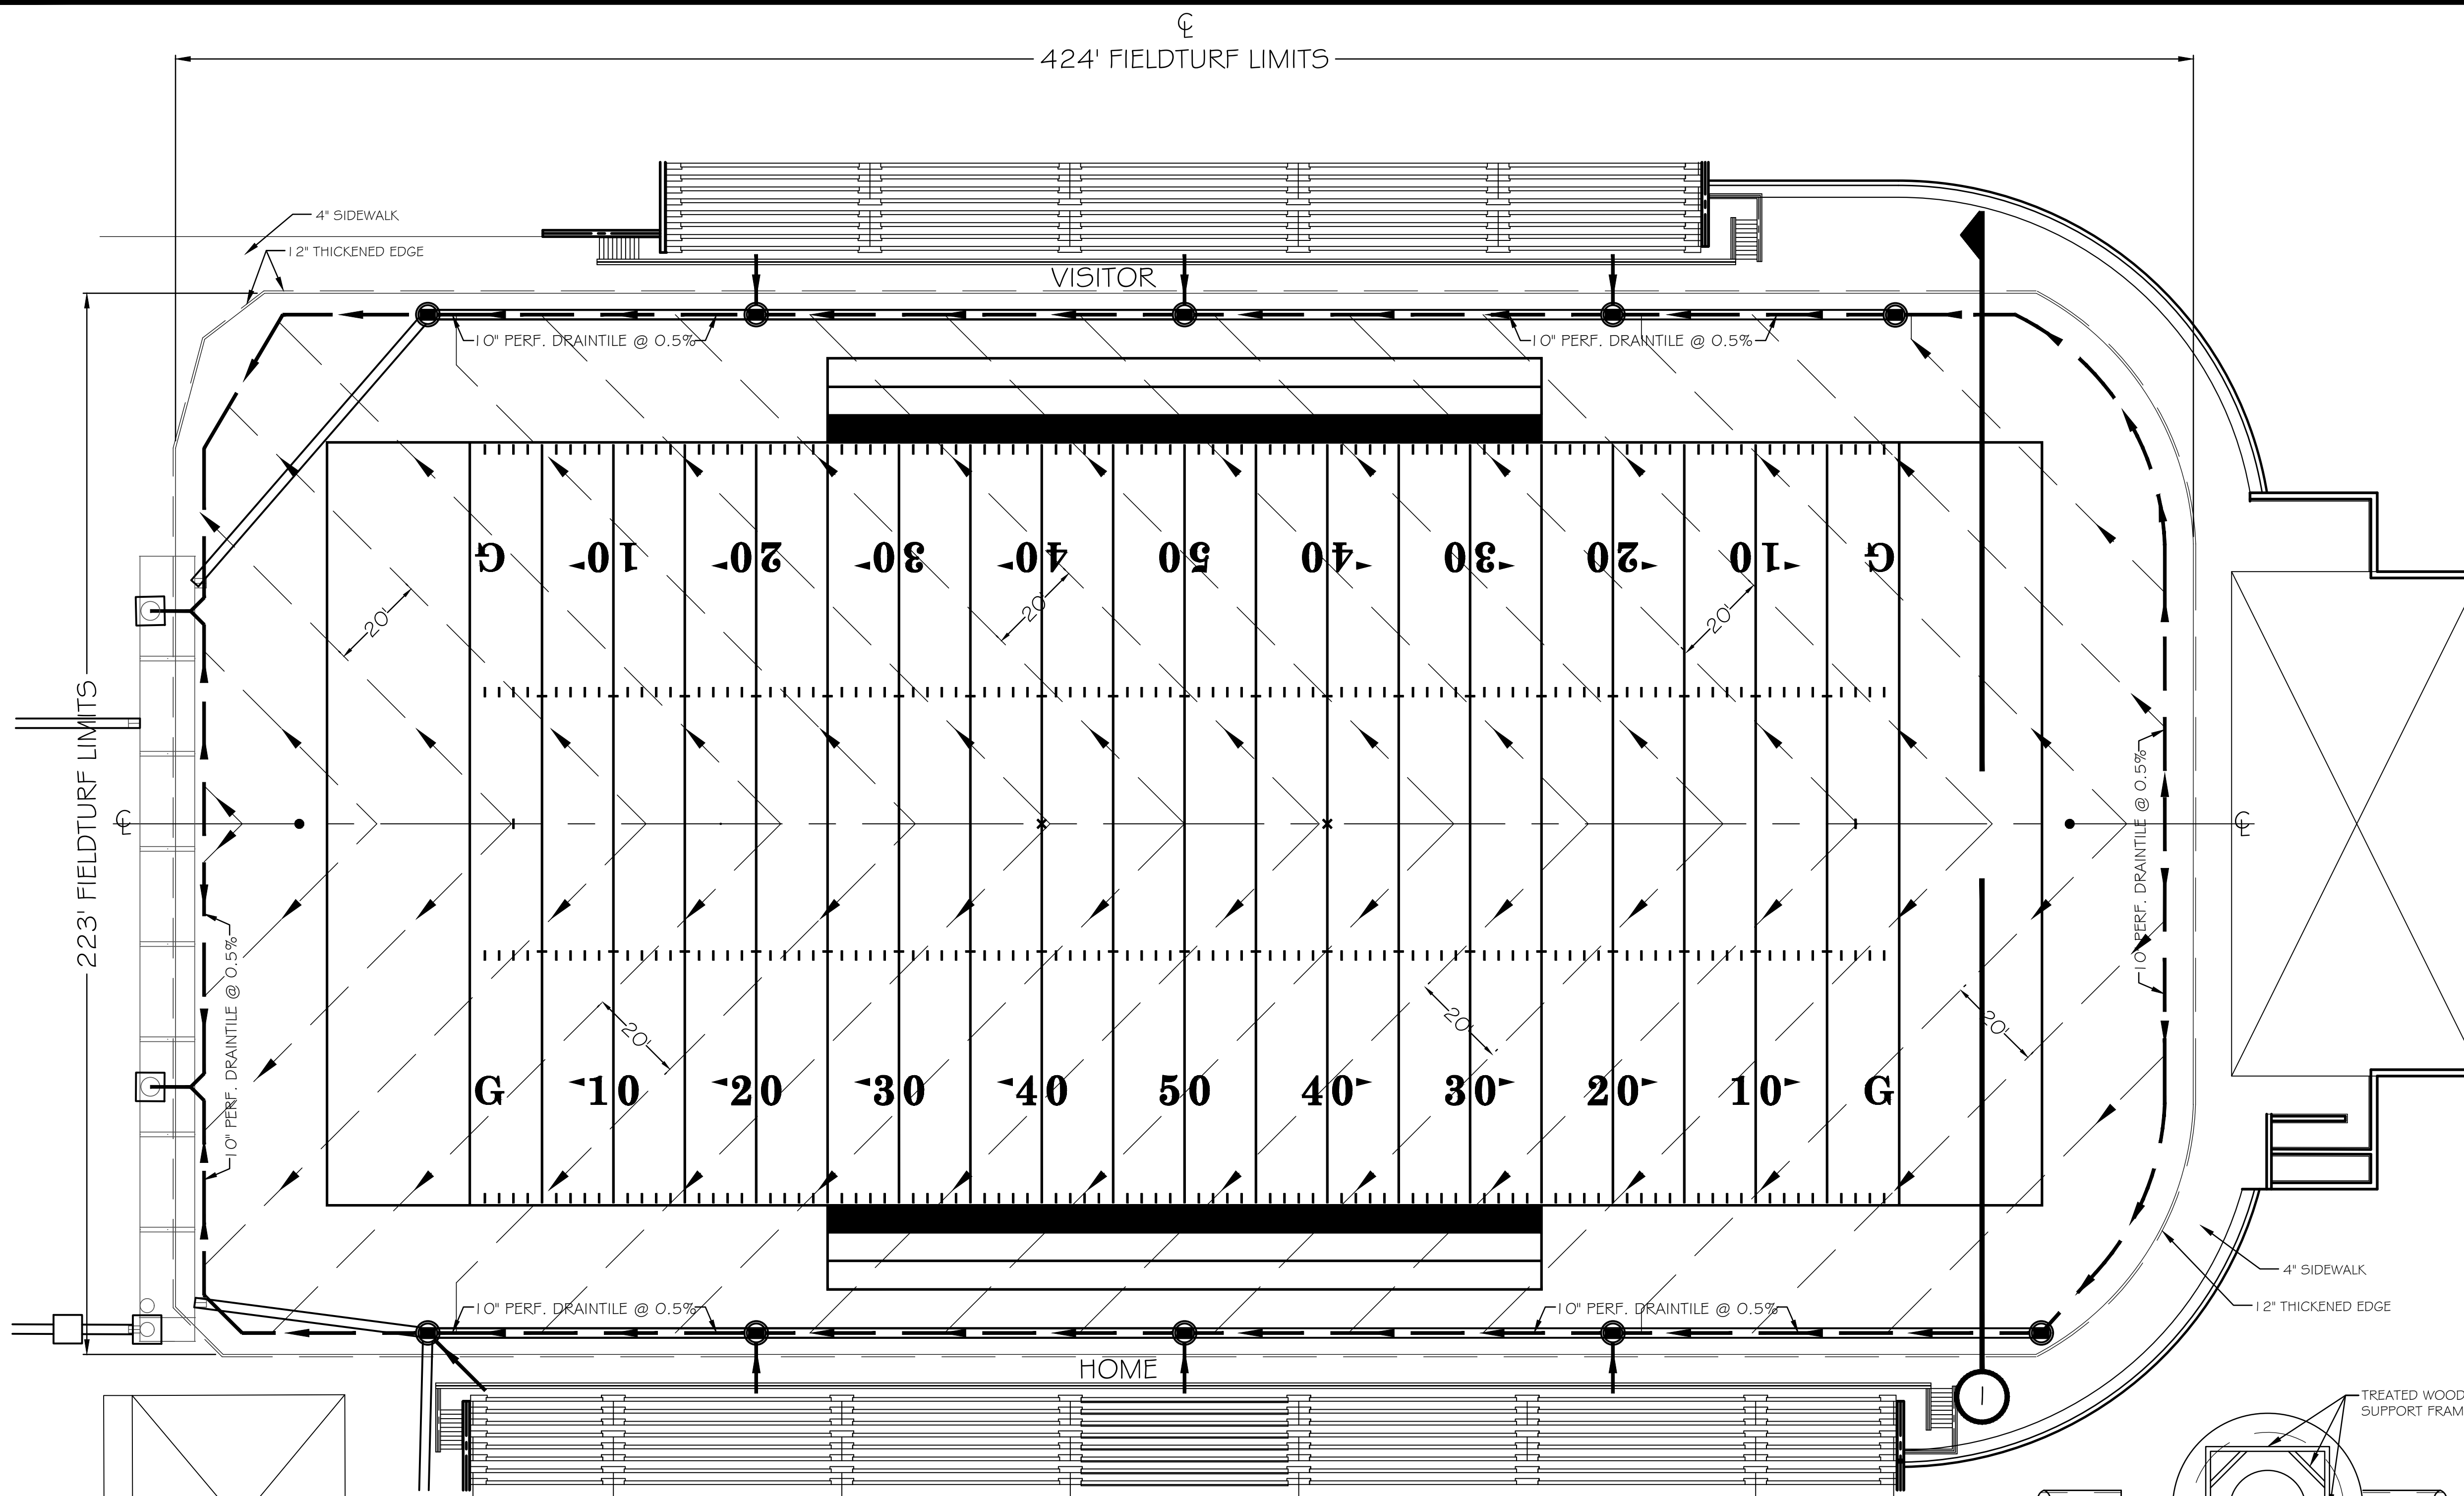 ℄
424' FIELDTURF LIMITS
4" SIDEWALK
12" THICKENED EDGE
VISITOR
10" PERF. DRAINTILE @ 0.5%
10" PERF. DRAINTILE @ 0.5%
G 10 20 30 40 50 40 30 20 10 G
20'
20'
20'
223' FIELDTURF LIMITS
℄
℄
10" PERF. DRAINTILE @ 0.5%
10" PERF. DRAINTILE @ 0.5%
20'
20'
20'
G 10 20 30 40 50 40 30 20 10 G
4" SIDEWALK
12" THICKENED EDGE
10" PERF. DRAINTILE @ 0.5%
10" PERF. DRAINTILE @ 0.5%
HOME
1
TREATED WOOD
SUPPORT FRAM